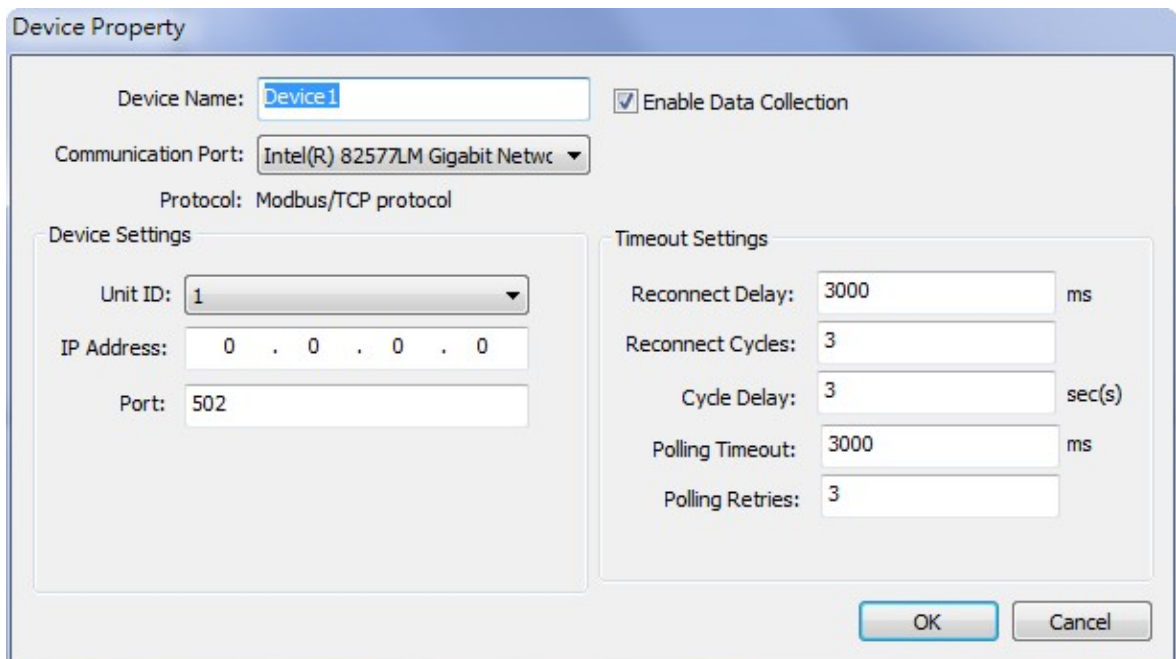 Device Property
Device Name: Device1
Enable Data Collection
Communication Port: Intel(R) 82577LM Gigabit Netwc
Protocol: Modbus/TCP protocol
Device Settings
Unit ID: 1
IP Address: 0 . 0 . 0 . 0
Port: 502
Timeout Settings
Reconnect Delay: 3000 ms
Reconnect Cycles: 3
Cycle Delay: 3 sec(s)
Polling Timeout: 3000 ms
Polling Retries: 3
OK Cancel